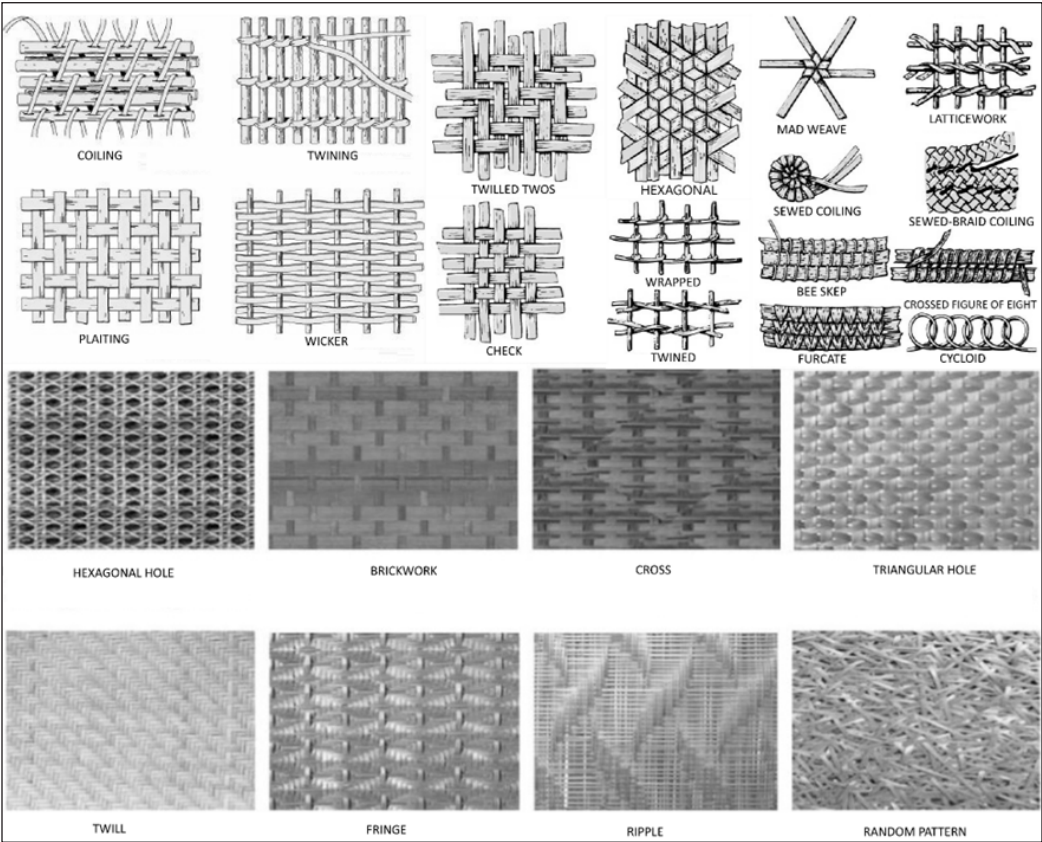 COILING
TWINING
TWILLED TWOS
HEXAGONAL
MAD WEAVE
LATTICEWORK
SEWED COILING
SEWED-BRAID COILING
PLAITING
WICKER
CHECK
WRAPPED
TWINED
BEE SKEP
CROSSED FIGURE OF EIGHT
FURCATE
CYCLOID
HEXAGONAL HOLE
BRICKWORK
CROSS
TRIANGULAR HOLE
TWILL
FRINGE
RIPPLE
RANDOM PATTERN